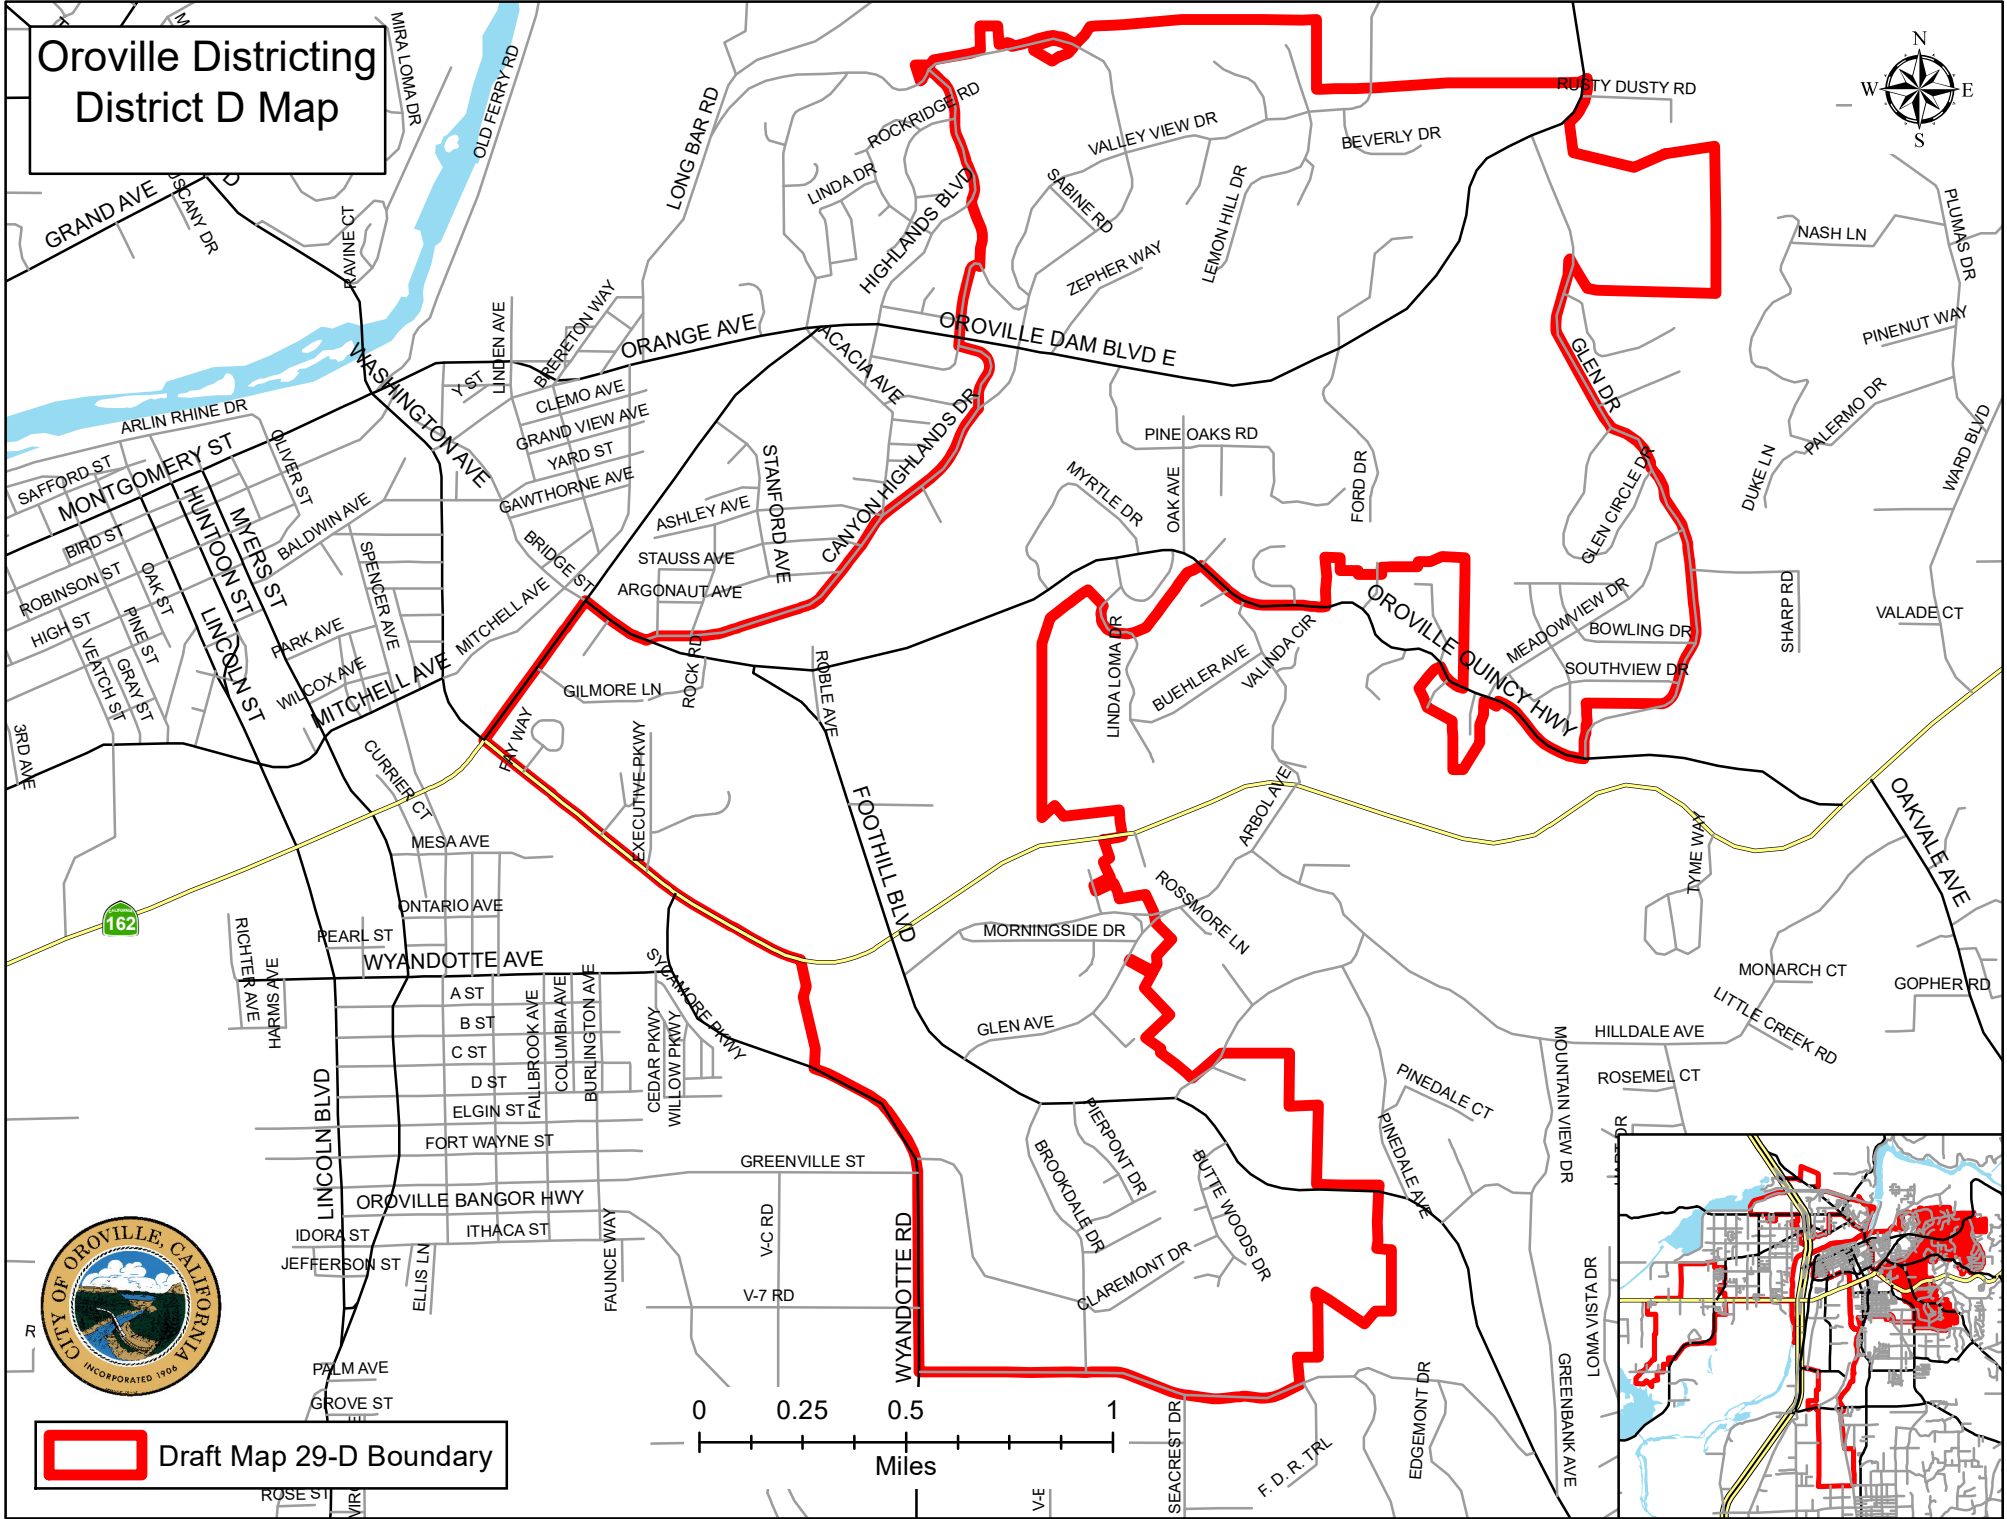 Oroville Districting
District D Map
MIRA LOMA DR
OLD FERRY RD
GRAND AVE
RAVINE CT
LONG BAR RD
ROCKRIDGE RD
LINDA DR
HIGHLANDS BLVD
VALLEY VIEW DR
SABINE RD
ZEPHER WAY
LEMON HILL DR
BEVERLY DR
RUSTY DUSTY RD
N
W
E
S
NASH LN
PLUMAS DR
PINENUT WAY
PALERMO DR
DUKE LN
WARD BLVD
WASHINGTON AVE
LINDEN AVE
Y ST
BRERETON WAY
ORANGE AVE
CLEMO AVE
GRAND VIEW AVE
YARD ST
GAWTHORNE AVE
OROVILLE DAM BLVD E
ACACIA AVE
CANYON HIGHLANDS DR
STANFORD AVE
ASHLEY AVE
STAUSS AVE
ARGONAUT AVE
BRIDGE ST
ARLIN RHINE DR
SAFFORD ST
MONTGOMERY ST
OLIVER ST
BIRD ST
HUNTOON ST
MYERS ST
BALDWIN AVE
ROBINSON ST
OAK ST
HIGH ST
PINE ST
LINCOLN ST
SPENCER AVE
PARK AVE
MITCHELL AVE
VEATCH ST
GRAY ST
WILCOX AVE
MITCHELL AVE
3RD AVE
PINE OAKS RD
MYRTLE DR
OAK AVE
FORD DR
GLEN DR
GLEN CIRCLE DR
MEADOWVIEW DR
BOWLING DR
SOUTHVIEW DR
SHARP RD
VALADE CT
OROVILLE QUINCY HWY
LINDA LOMA DR
BUEHLER AVE
VALINDA CIR
GILMORE LN
ROCK RD
ROBLE AVE
FAY WAY
EXECUTIVE PKWY
CURRIER CT
MESA AVE
FOOTHILL BLVD
ARBOL AVE
TYME WAY
OAKVALE AVE
162
ONTARIO AVE
RICHTER AVE
HARMS AVE
PEARL ST
WYANDOTTE AVE
MORNINGSIDE DR
ROSSMORE LN
MONARCH CT
GOPHER RD
LITTLE CREEK RD
SYCAMORE PKWY
A ST
B ST
C ST
D ST
ELGIN ST
FORT WAYNE ST
FALLBROOK AVE
COLUMBIA AVE
BURLINGTON AVE
CEDAR PKWY
WILLOW PKWY
GLEN AVE
HILLDALE AVE
ROSEMEL CT
MOUNTAIN VIEW DR
PINEDALE CT
PINEDALE AVE
LINCOLN BLVD
GREENVILLE ST
PIERPONT DR
BROOKDALE DR
BUTTE WOODS DR
OROVILLE BANGOR HWY
IDORA ST
ITHACA ST
JEFFERSON ST
ELLIS LN
FAUNCE WAY
V-C RD
V-7 RD
WYANDOTTE RD
CLAREMONT DR
LOMA VISTA DR
GREENBANK AVE
EDGEMONT DR
F. D. R. TRL
SEACREST DR
PALM AVE
GROVE ST
ROSE ST
CITY OF OROVILLE, CALIFORNIA
INCORPORATED 1906
Draft Map 29-D Boundary
0 0.25 0.5 1
Miles